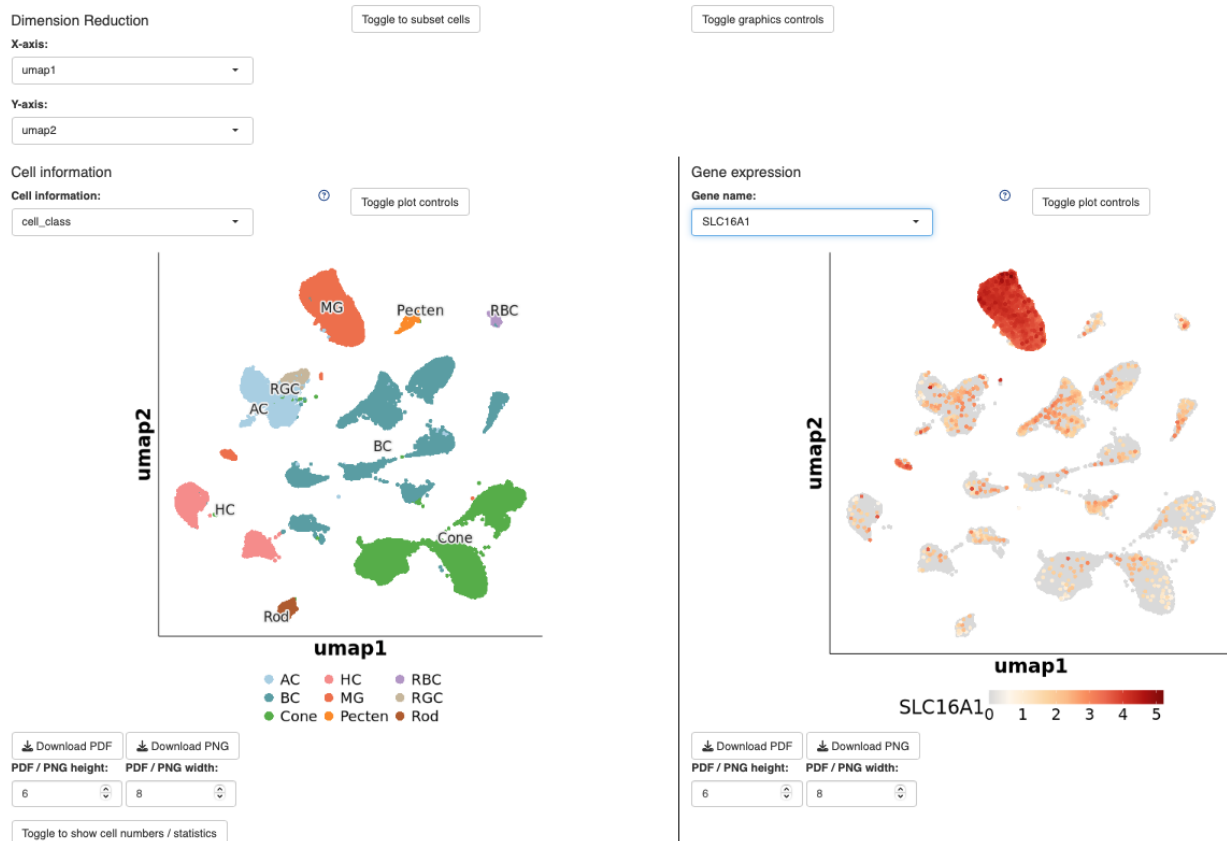 Dimension Reduction
Toggle to subset cells
Toggle graphics controls
X-axis:
umap1
Y-axis:
umap2
Cell information
Cell information:
?
Toggle plot controls
cell_class
Gene expression
Gene name:
?
Toggle plot controls
SLC16A1
MG
Pecten
RBC
RGC
AC
BC
HC
Cone
Rod
umap2
umap1
AC
HC
RBC
BC
MG
RGC
Cone
Pecten
Rod
umap2
umap1
SLC16A1
0 1 2 3 4 5
Download PDF
Download PNG
PDF / PNG height:
PDF / PNG width:
6
8
Toggle to show cell numbers / statistics
Download PDF
Download PNG
PDF / PNG height:
PDF / PNG width:
6
8